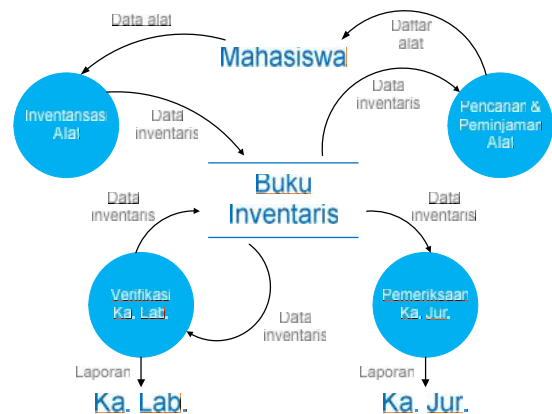 Data alat
Daftar
alat
Mahasiswa
Inventansasi
Alat
Data
inventaris
Data
inventaris
Pencanan &
Peminjaman
Alat
Buku
Inventaris
Data
inventaris
Data
inventaris
Verifikasi
Ka. Lab.
Data
inventaris
Pemeriksaan
Ka. Jur.
Laporan
Laporan
Ka. Lab.
Ka. Jur.